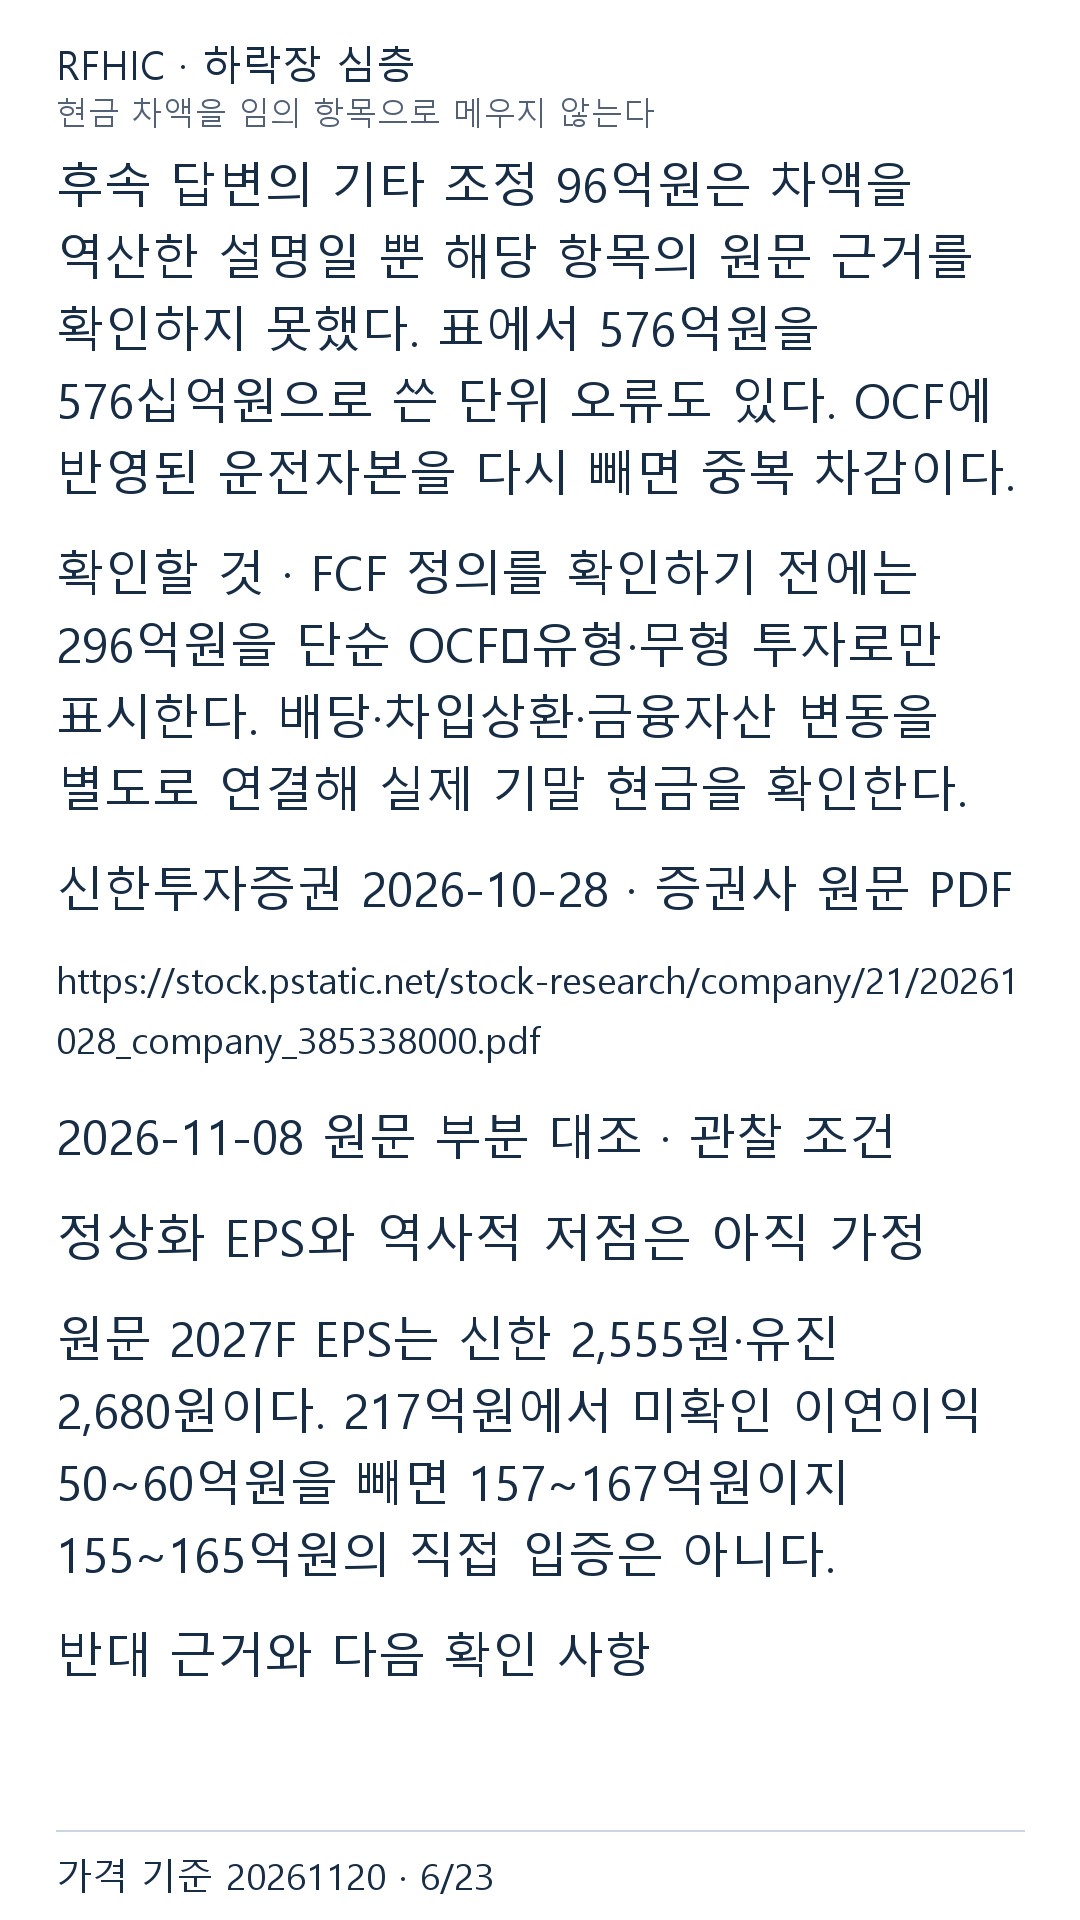 RFHIC · 하락장 심층
현금 차액을 임의 항목으로 메우지 않는다
후속 답변의 기타 조정 96억원은 차액을
역산한 설명일 뿐 해당 항목의 원문 근거를
확인하지 못했다. 표에서 576억원을
576십억원으로 쓴 단위 오류도 있다. OCF에
반영된 운전자본을 다시 빼면 중복 차감이다.
확인할 것 · FCF 정의를 확인하기 전에는
296억원을 단순 OCF□유형·무형 투자로만
표시한다. 배당·차입상환·금융자산 변동을
별도로 연결해 실제 기말 현금을 확인한다.
신한투자증권 2026-10-28 · 증권사 원문 PDF
https://stock.pstatic.net/stock-research/company/21/20261
028_company_385338000.pdf
2026-11-08 원문 부분 대조 · 관찰 조건
정상화 EPS와 역사적 저점은 아직 가정
원문 2027F EPS는 신한 2,555원·유진
2,680원이다. 217억원에서 미확인 이연이익
50~60억원을 빼면 157~167억원이지
155~165억원의 직접 입증은 아니다.
반대 근거와 다음 확인 사항
가격 기준 20261120 · 6/23